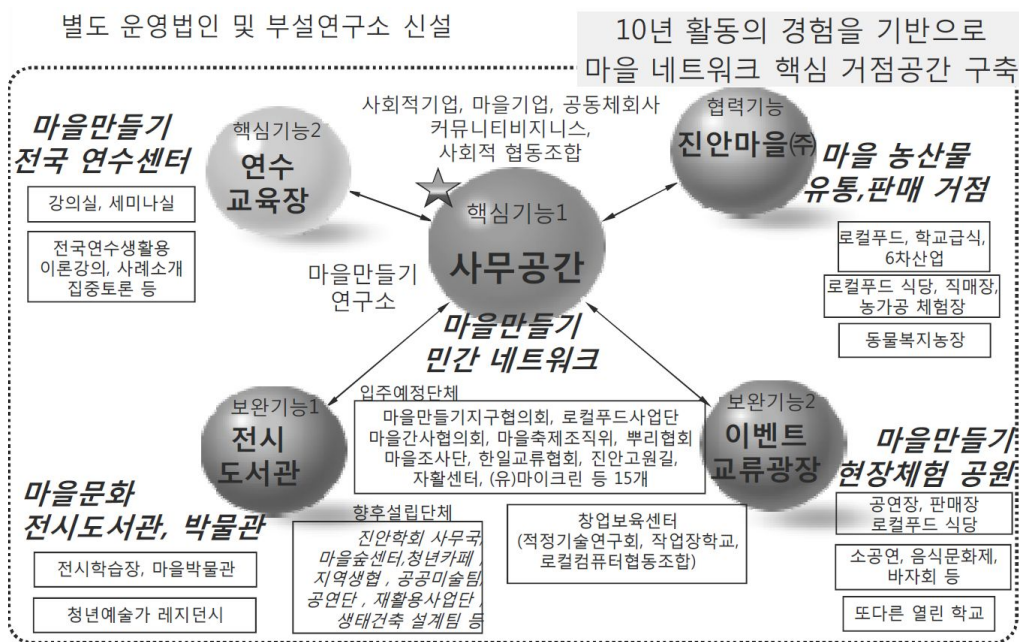 별도 운영법인 및 부설연구소 신설
10년 활동의 경험을 기반으로
마을 네트워크 핵심 거점공간 구축
마을만들기
전국 연수센터
강의실, 세미나실
전국연수생활용
이론강의, 사례소개
집중토론 등
핵심기능2
연수
교육장
사회적기업, 마을기업, 공동체회사
커뮤니티비지니스,
사회적 협동조합
협력기능
진안마을㈜
마을 농산물
유통,판매 거점
로컬푸드, 학교급식,
6차산업
로컬푸드 식당, 직매장,
농가공 체험장
동물복지농장
핵심기능1
사무공간
마을만들기
연구소
마을만들기
민간 네트워크
입주예정단체
마을만들기지구협의회, 로컬푸드사업단
마을간사협의회, 마을축제조직위, 뿌리협회
마을조사단, 한일교류협회, 진안고원길,
자활센터, (유)마이크린 등 15개
보완기능1
전시
도서관
마을문화
전시도서관, 박물관
전시학습장, 마을박물관
청년예술가 레지던시
향후설립단체
진안학회 사무국,
마을숲센터,청년카페 ,
지역생협 , 공공미술팀,
공연단 , 재활용사업단 ,
생태건축 설계팀 등
창업보육센터
(적정기술연구회, 작업장학교,
로컬컴퓨터협동조합)
보완기능2
이벤트
교류광장
마을만들기
현장체험 공원
공연장, 판매장
로컬푸드 식당
소공연, 음식문화제,
바자회 등
또다른 열린 학교